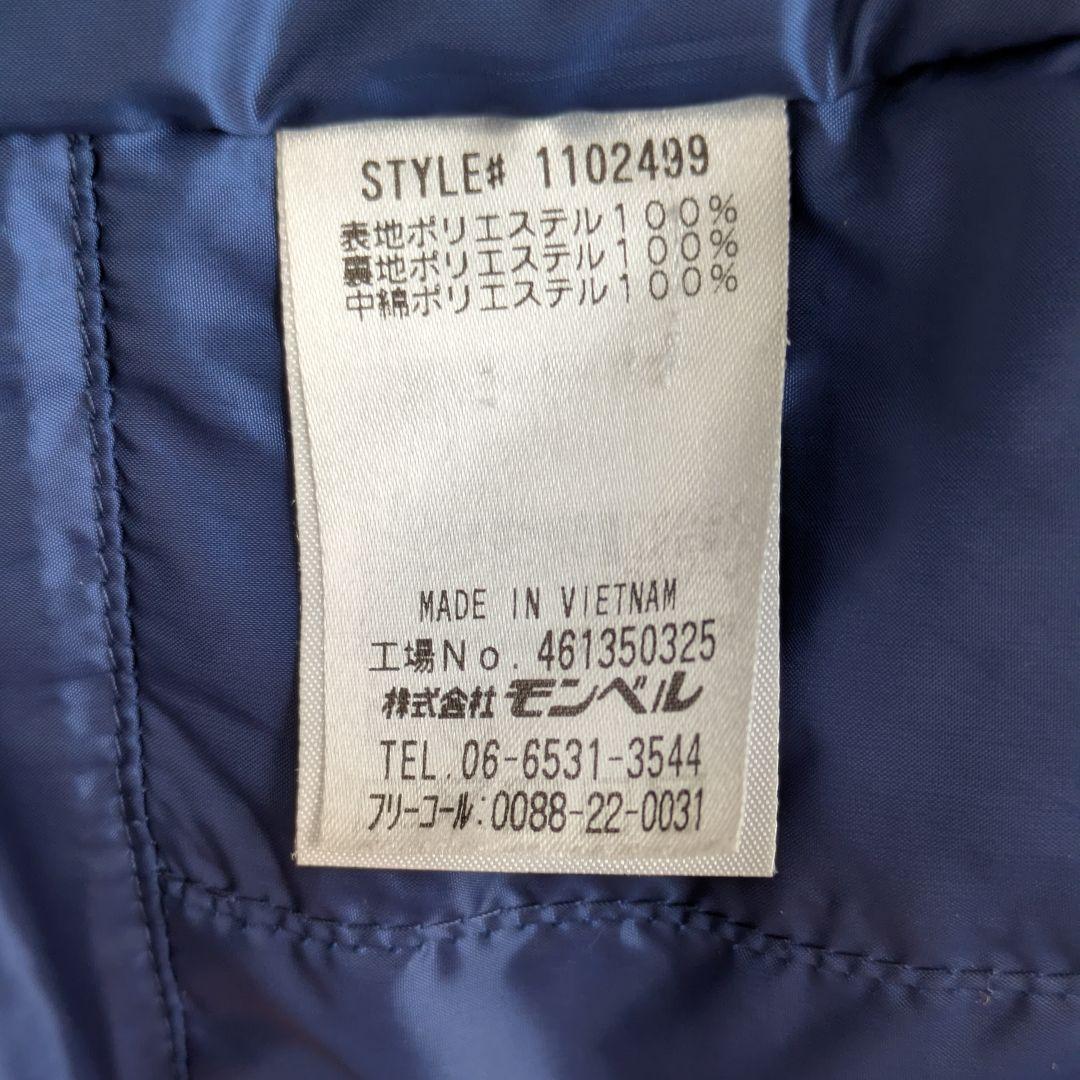 STYLE# 1102499
表地ポリエステル１００％
裏地ポリエステル１００％
中綿ポリエステル１００％
MADE IN VIETNAM
工場No. 461350325
株式会社モンベル
TEL.06-6531-3544
フリーコール:0088-22-0031